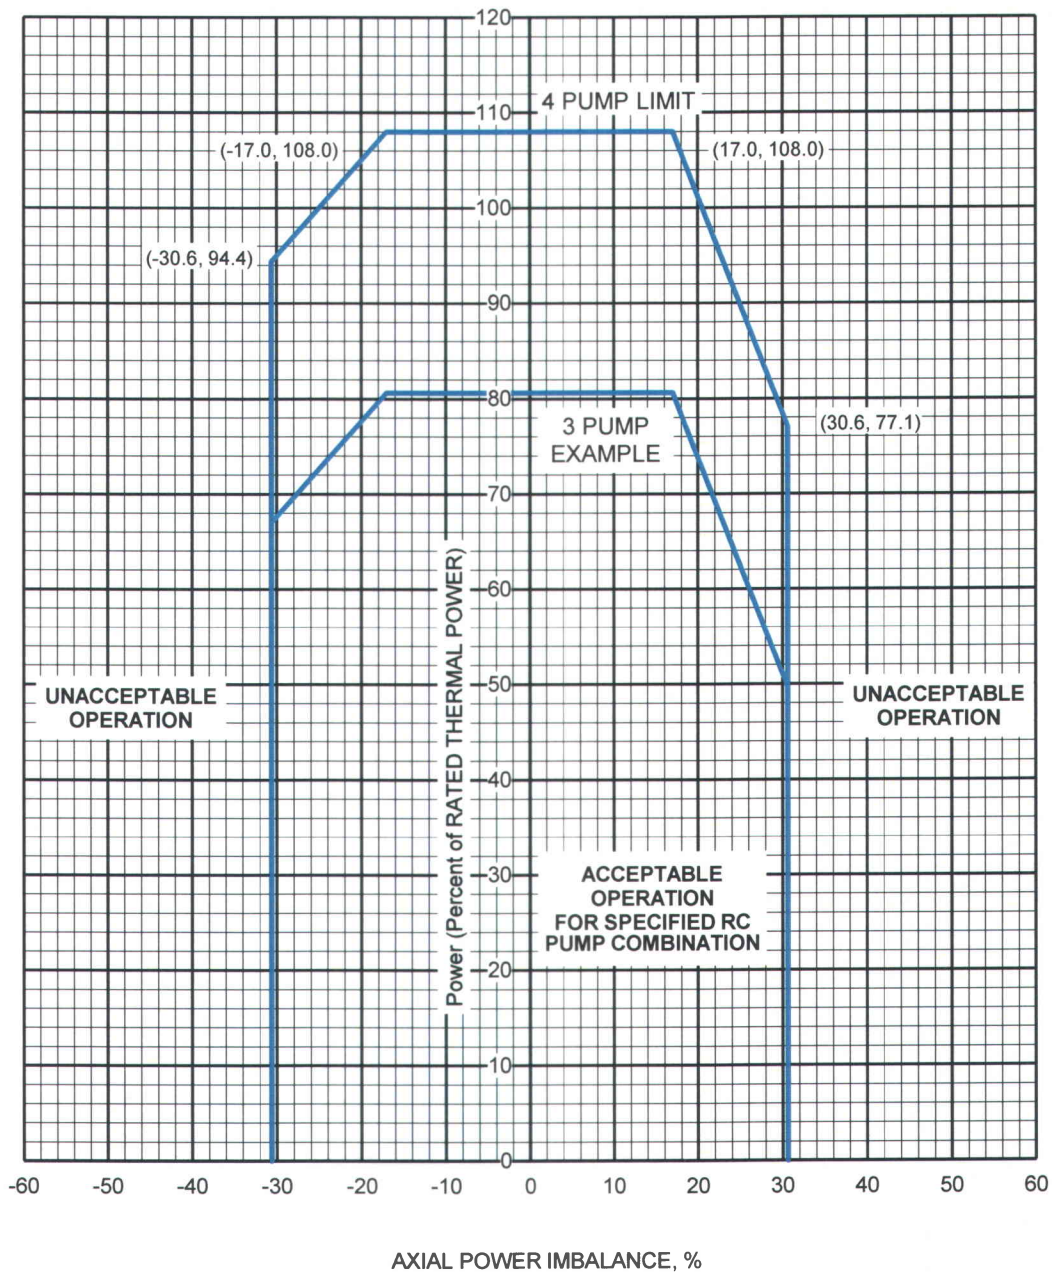 120
4 PUMP LIMIT
110
(-17.0, 108.0)
(17.0, 108.0)
100
(-30.6, 94.4)
90
80
3 PUMP
EXAMPLE
(30.6, 77.1)
70
60
Power (Percent of RATED THERMAL POWER)
UNACCEPTABLE
OPERATION
50
UNACCEPTABLE
OPERATION
40
30
ACCEPTABLE
OPERATION
FOR SPECIFIED RC
PUMP COMBINATION
20
10
0
-60 -50 -40 -30 -20 -10 0 10 20 30 40 50 60
AXIAL POWER IMBALANCE, %